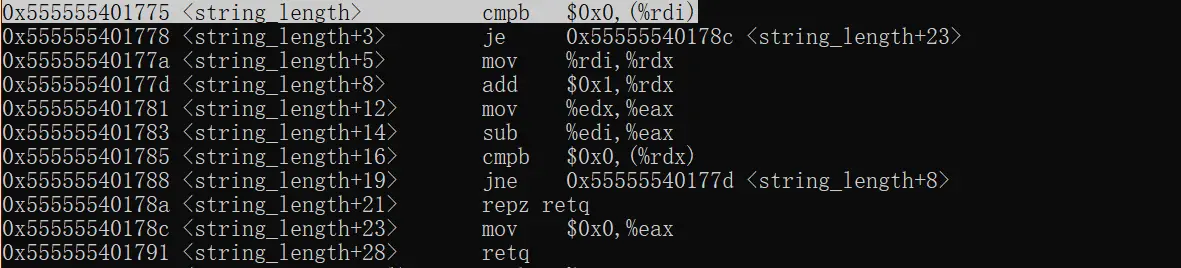 0x555555401775 <string_length> cmpb $0x0,(%rdi)
0x555555401778 <string_length+3> je 0x55555540178c <string_length+23>
0x55555540177a <string_length+5> mov %rdi,%rdx
0x55555540177d <string_length+8> add $0x1,%rdx
0x555555401781 <string_length+12> mov %edx,%eax
0x555555401783 <string_length+14> sub %edi,%eax
0x555555401785 <string_length+16> cmpb $0x0,(%rdx)
0x555555401788 <string_length+19> jne 0x55555540177d <string_length+8>
0x55555540178a <string_length+21> repz retq
0x55555540178c <string_length+23> mov $0x0,%eax
0x555555401791 <string_length+28> retq